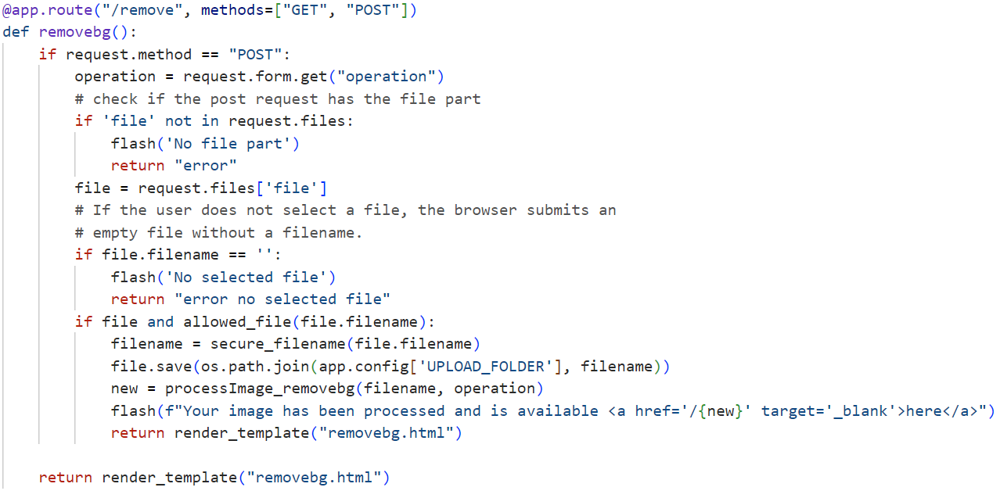 @app.route("/remove", methods=["GET", "POST"])
def removebg():
    if request.method == "POST":
        operation = request.form.get("operation")
        # check if the post request has the file part
        if 'file' not in request.files:
            flash('No file part')
            return "error"
        file = request.files['file']
        # If the user does not select a file, the browser submits an
        # empty file without a filename.
        if file.filename == '':
            flash('No selected file')
            return "error no selected file"
        if file and allowed_file(file.filename):
            filename = secure_filename(file.filename)
            file.save(os.path.join(app.config['UPLOAD_FOLDER'], filename))
            new = processImage_removebg(filename, operation)
            flash(f"Your image has been processed and is available <a href='/{new}' target='_blank'>here</a>")
            return render_template("removebg.html")

    return render_template("removebg.html")